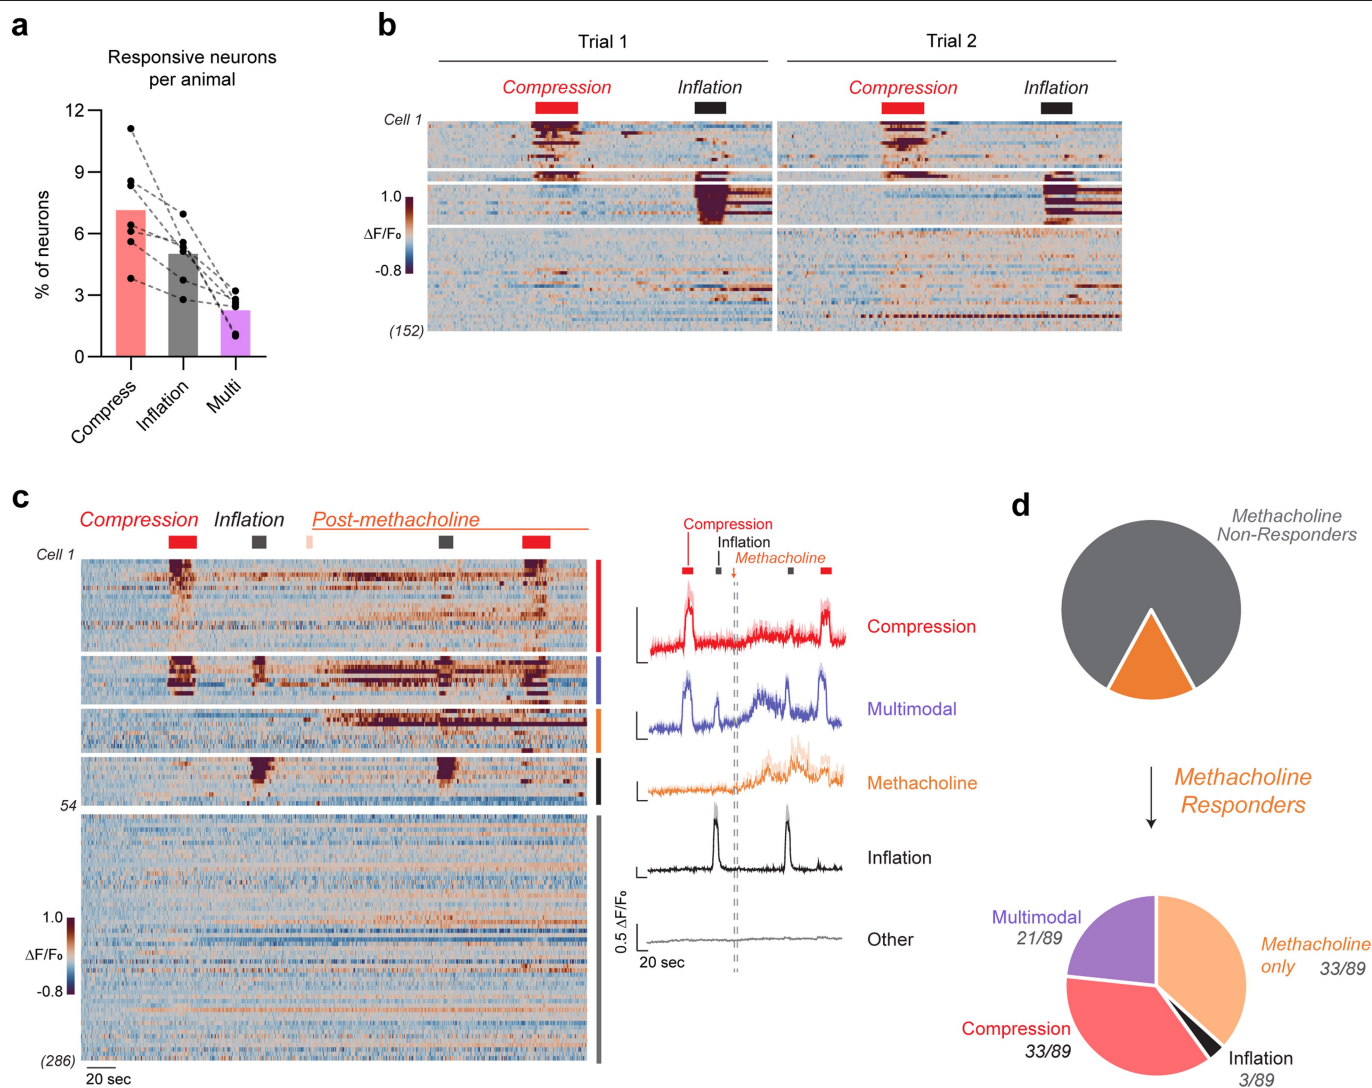 a
Responsive neurons
per animal
12
9
6
3
0
% of neurons
Compress
Inflation
Multi
b
Trial 1
Trial 2
Compression
Inflation
Compression
Inflation
Cell 1
1.0
ΔF/F₀
-0.8
(152)
c
Compression
Inflation
Post-methacholine
Cell 1
54
1.0
ΔF/F₀
-0.8
(286)
20 sec
Compression
Inflation
Methacholine
Compression
Multimodal
Methacholine
Inflation
Other
0.5 ΔF/F₀
20 sec
d
Methacholine
Non-Responders
Methacholine
Responders
Multimodal
21/89
Methacholine
only 33/89
Compression
33/89
Inflation
3/89